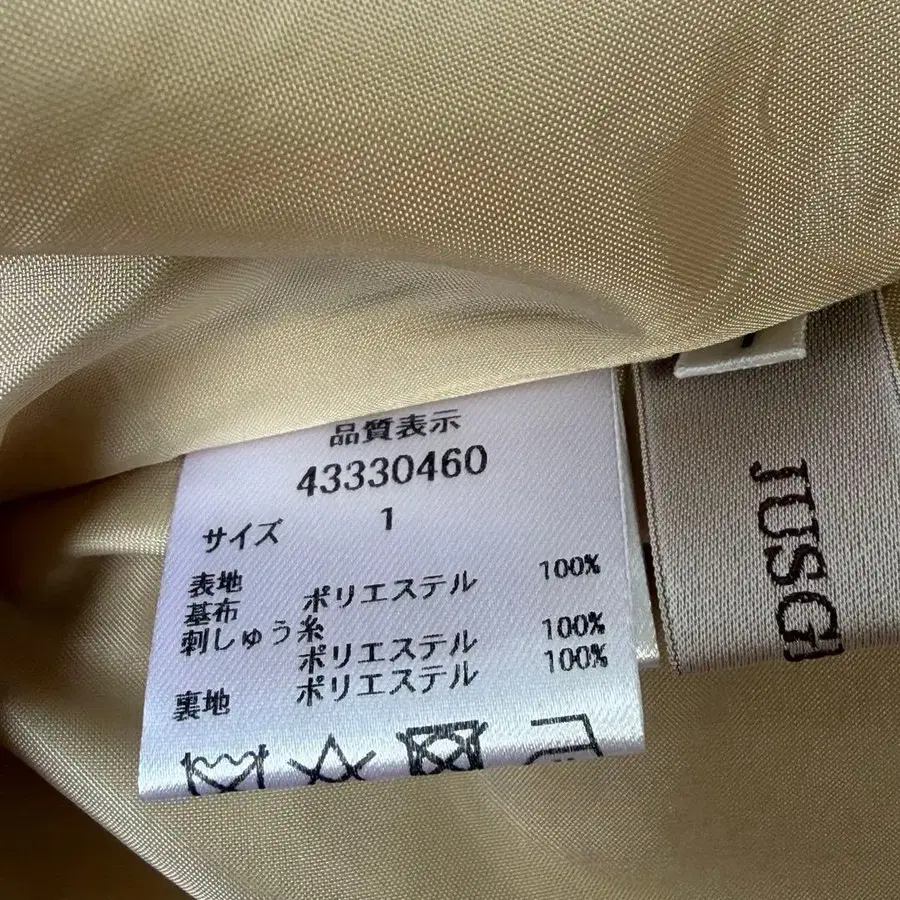 品質表示
43330460
サイズ 1
表地
基布 ポリエステル 100%
刺しゅう糸
ポリエステル 100%
裏地 ポリエステル 100%